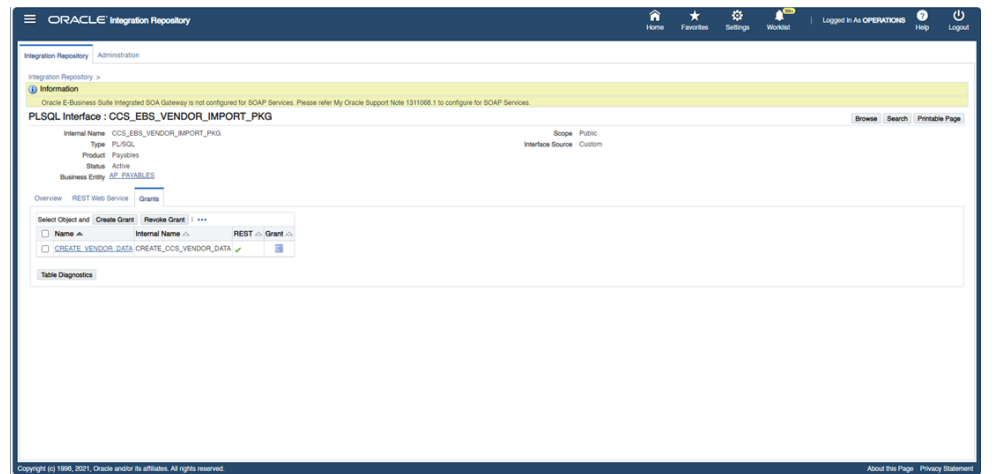 ORACLE Integration Repository
Home Favorites Settings Worklist 99+ Logged In As OPERATIONS Help Logout
Integration Repository Administration
Integration Repository >
Information
Oracle E-Business Suite Integrated SOA Gateway is not configured for SOAP Services. Please refer My Oracle Support Note 1311068.1 to configure for SOAP Services.
PLSQL Interface : CCS_EBS_VENDOR_IMPORT_PKG
Browse Search Printable Page
Internal Name CCS_EBS_VENDOR_IMPORT_PKG Scope Public
Type PL/SQL Interface Source Custom
Product Payables
Status Active
Business Entity AP_PAYABLES
Overview REST Web Service Grants
Select Object and Create Grant Revoke Grant
Name Internal Name REST Grant
CREATE_VENDOR_DATA CREATE_CCS_VENDOR_DATA
Table Diagnostics
Copyright (c) 1998, 2021, Oracle and/or its affiliates. All rights reserved. About this Page Privacy Statement